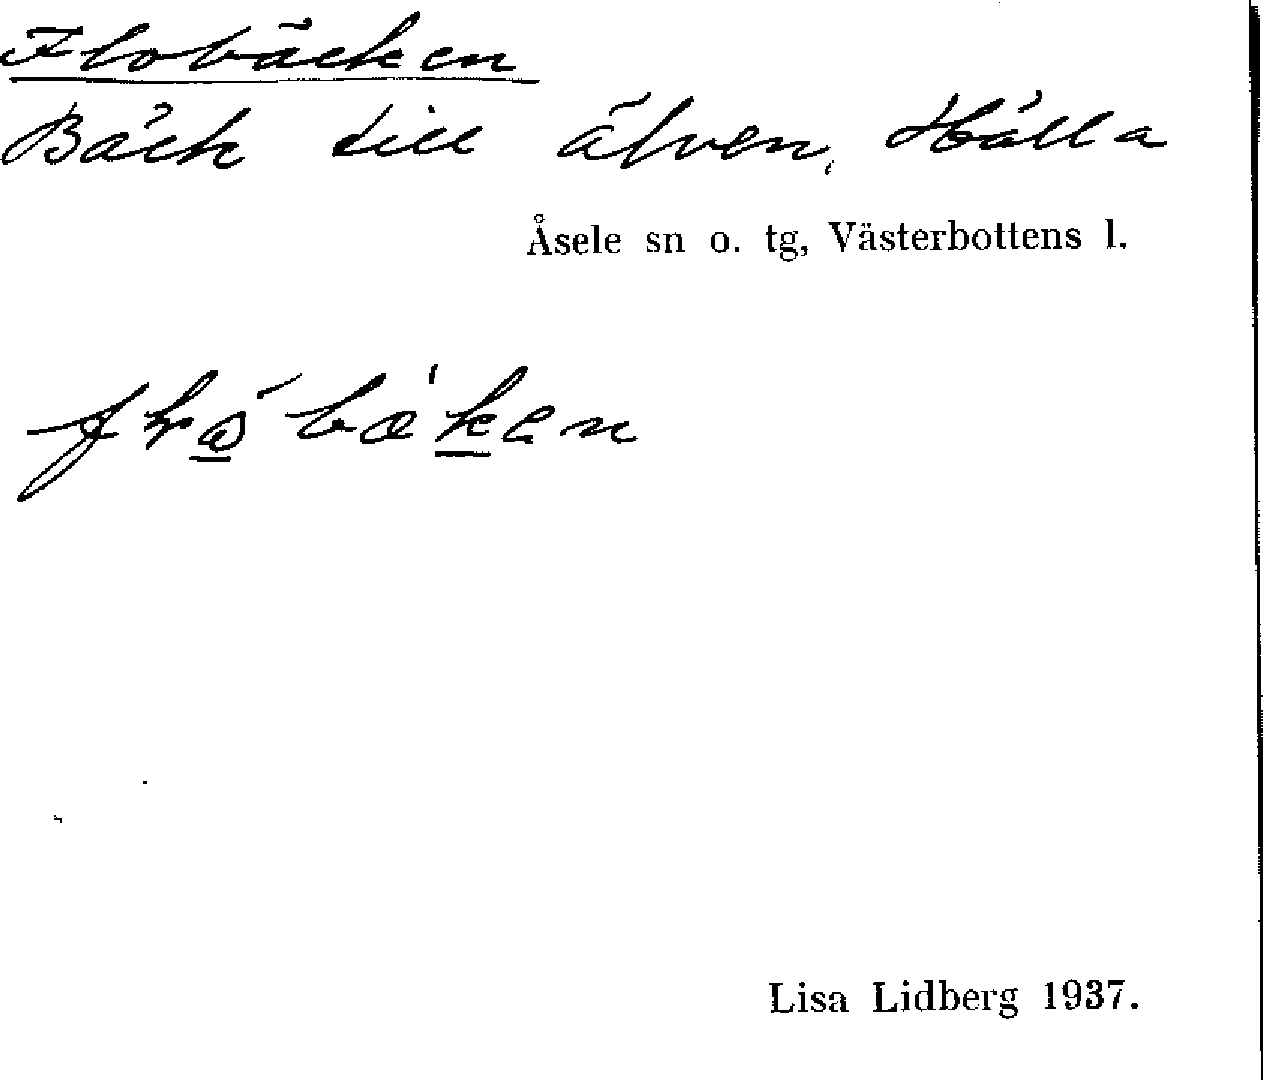 Flobäcken
Bäck till älven, Hälla
Åsele sn o. tg, Västerbottens l.
Lisa Lidberg 1937.